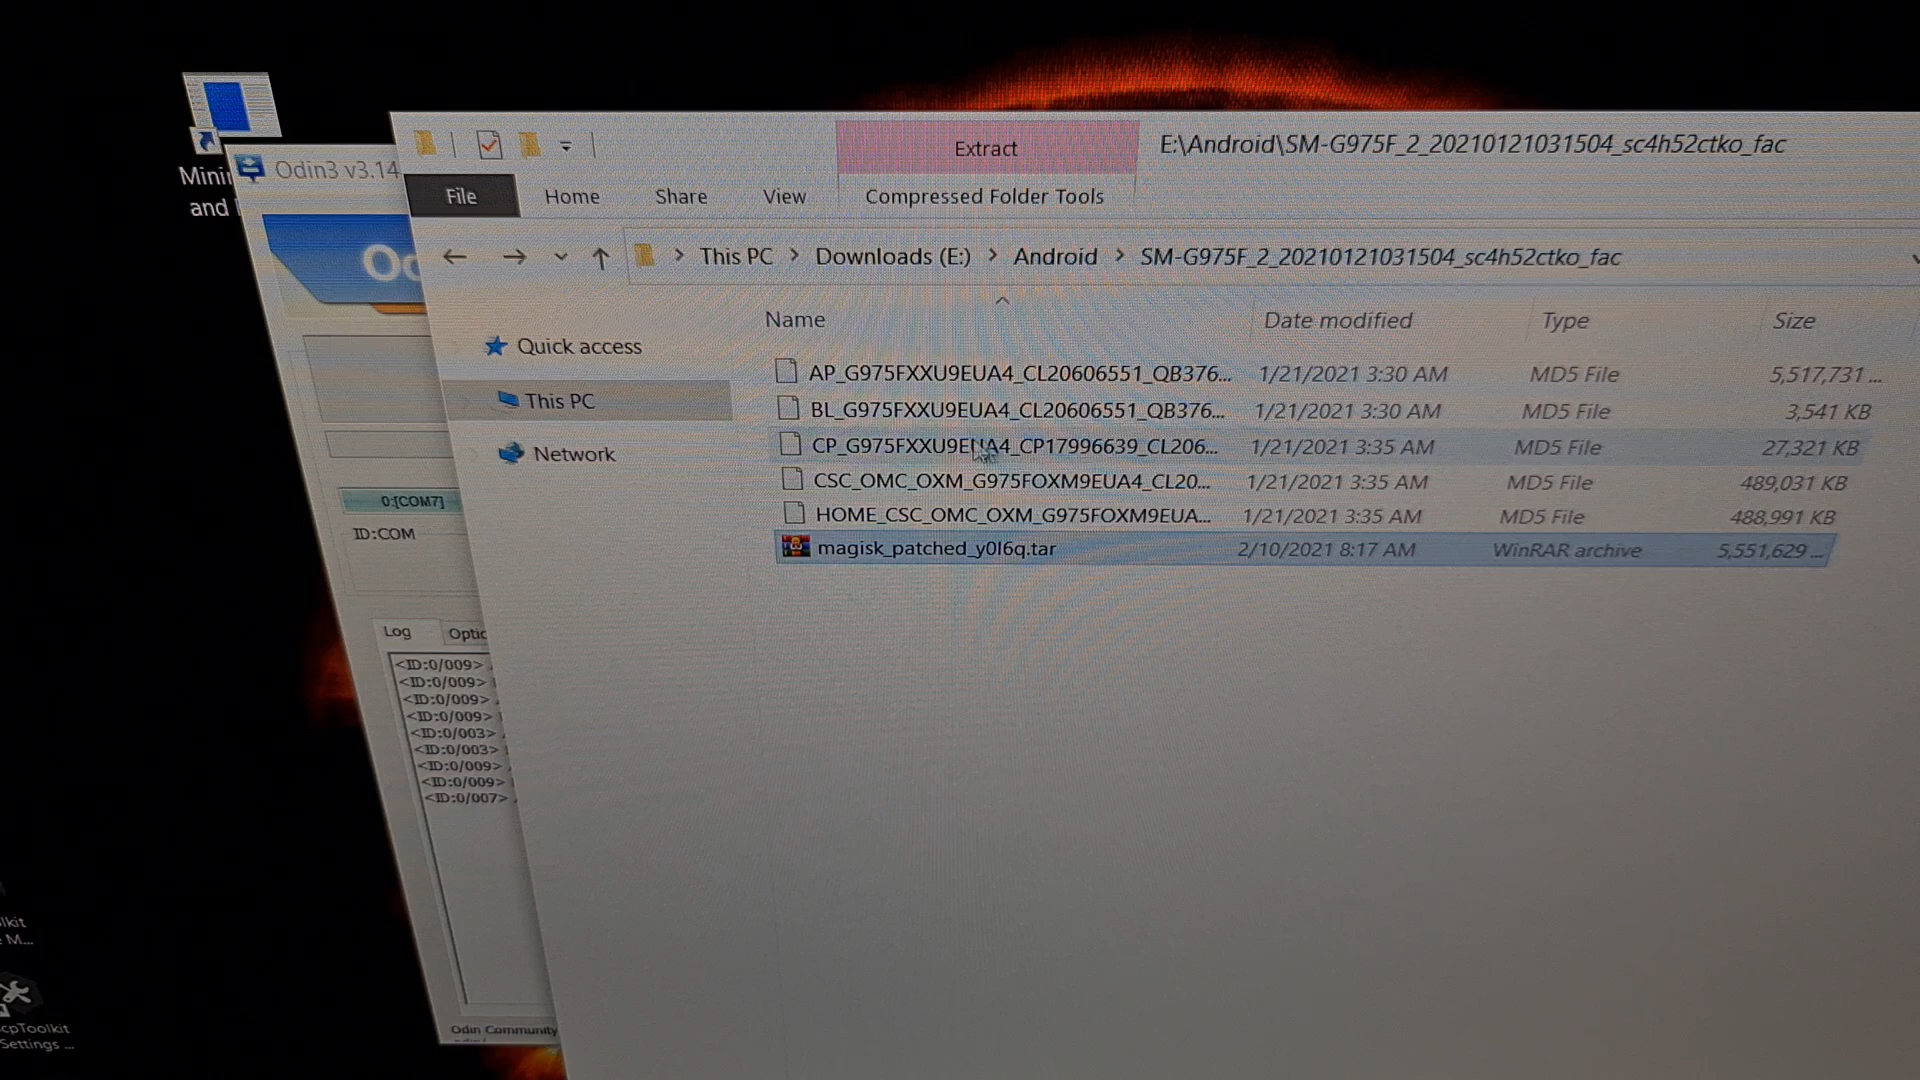 Mini
and
Odin3 v3.14
Od
0:[COM7]
ID:COM
Log
Optic
<ID:0/009>
<ID:0/009>
<ID:0/009>
<ID:0/009>
<ID:0/003>
<ID:0/003>
<ID:0/009>
<ID:0/009>
<ID:0/007>
Odin Community
lkit
M...
cpToolkit
Settings ...
Extract
E:\Android\SM-G975F_2_20210121031504_sc4h52ctko_fac
File Home Share View Compressed Folder Tools
This PC Downloads (E:) Android SM-G975F_2_20210121031504_sc4h52ctko_fac
Quick access
This PC
Network
Name Date modified Type Size
AP_G975FXXU9EUA4_CL20606551_QB376... 1/21/2021 3:30 AM MD5 File 5,517,731 ...
BL_G975FXXU9EUA4_CL20606551_QB376... 1/21/2021 3:30 AM MD5 File 3,541 KB
CP_G975FXXU9EUA4_CP17996639_CL206... 1/21/2021 3:35 AM MD5 File 27,321 KB
CSC_OMC_OXM_G975FOXM9EUA4_CL20... 1/21/2021 3:35 AM MD5 File 489,031 KB
HOME_CSC_OMC_OXM_G975FOXM9EUA... 1/21/2021 3:35 AM MD5 File 488,991 KB
magisk_patched_y0l6q.tar 2/10/2021 8:17 AM WinRAR archive 5,551,629 ...